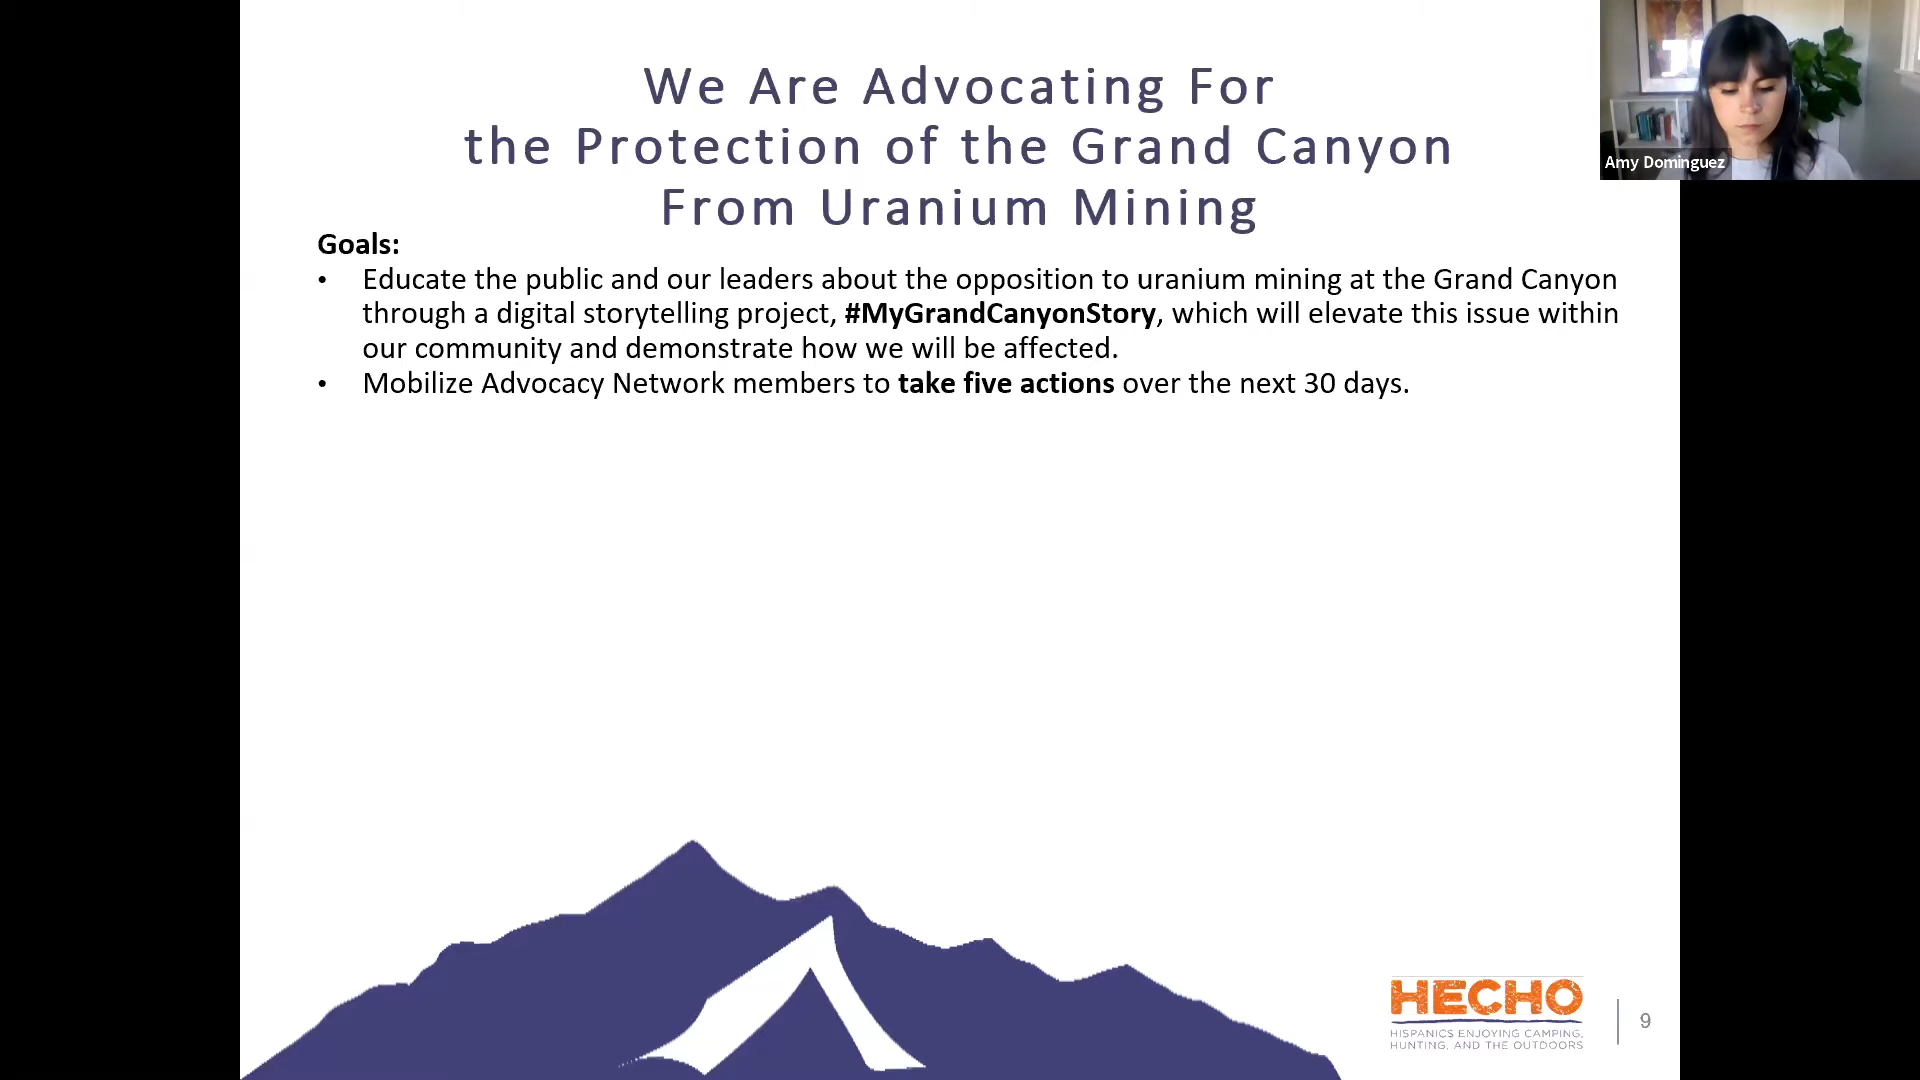 We Are Advocating For
the Protection of the Grand Canyon
From Uranium Mining
Amy Dominguez
Goals:
• Educate the public and our leaders about the opposition to uranium mining at the Grand Canyon
through a digital storytelling project, #MyGrandCanyonStory, which will elevate this issue within
our community and demonstrate how we will be affected.
• Mobilize Advocacy Network members to take five actions over the next 30 days.
HECHO
HISPANICS ENJOYING CAMPING,
HUNTING, AND THE OUTDOORS
9